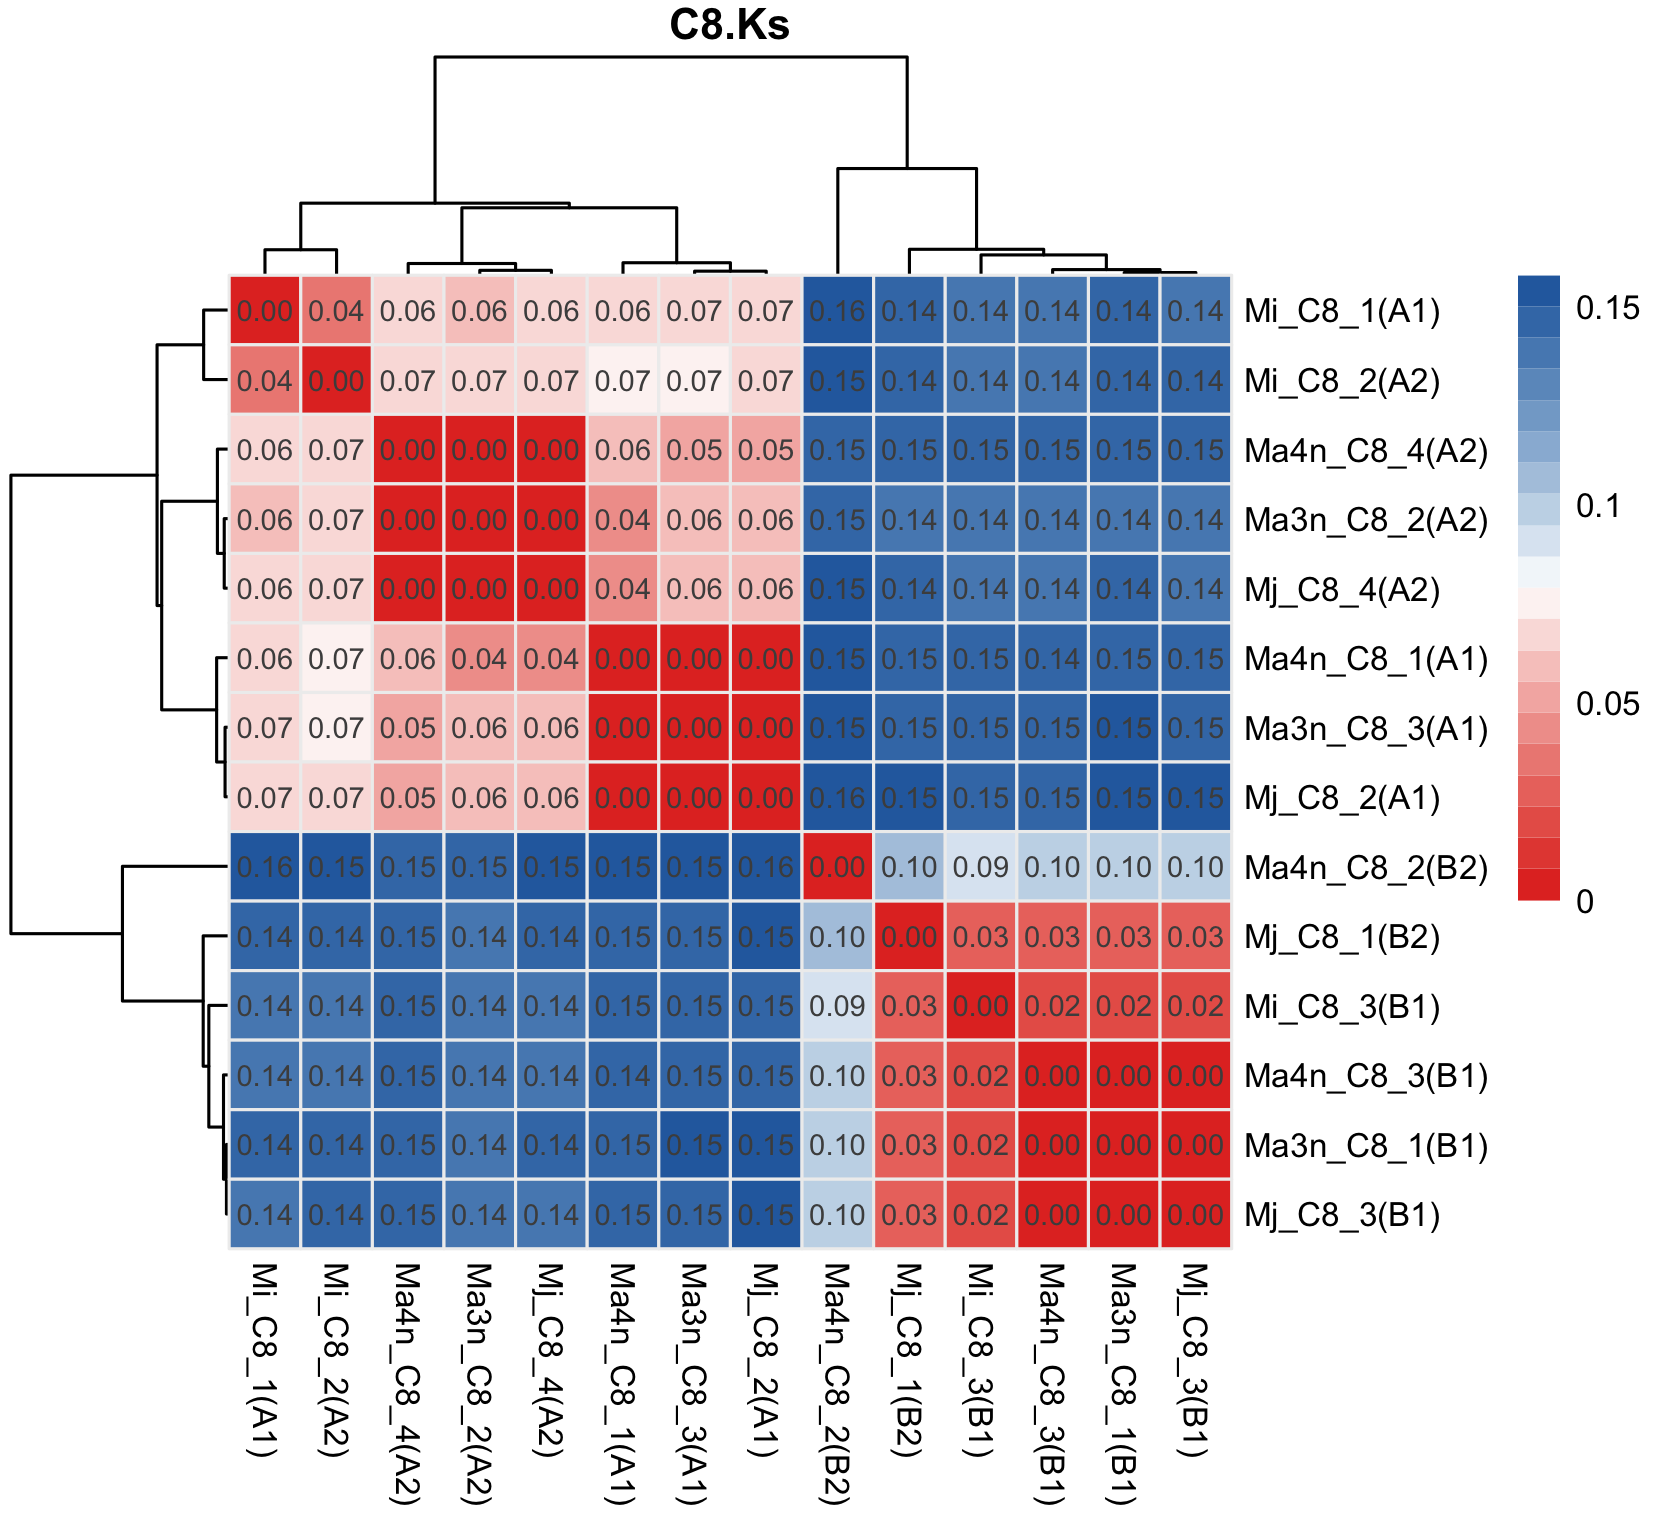 C8.Ks
0.00 0.04 0.06 0.06 0.06 0.06 0.07 0.07 0.16 0.14 0.14 0.14 0.14 0.14 Mi_C8_1(A1)
0.04 0.00 0.07 0.07 0.07 0.07 0.07 0.07 0.15 0.14 0.14 0.14 0.14 0.14 Mi_C8_2(A2)
0.06 0.07 0.00 0.00 0.00 0.06 0.05 0.05 0.15 0.15 0.15 0.15 0.15 0.15 Ma4n_C8_4(A2)
0.06 0.07 0.00 0.00 0.00 0.04 0.06 0.06 0.15 0.14 0.14 0.14 0.14 0.14 Ma3n_C8_2(A2)
0.06 0.07 0.00 0.00 0.00 0.04 0.06 0.06 0.15 0.14 0.14 0.14 0.14 0.14 Mj_C8_4(A2)
0.06 0.07 0.06 0.04 0.04 0.00 0.00 0.00 0.15 0.15 0.15 0.14 0.15 0.15 Ma4n_C8_1(A1)
0.07 0.07 0.05 0.06 0.06 0.00 0.00 0.00 0.15 0.15 0.15 0.15 0.15 0.15 Ma3n_C8_3(A1)
0.07 0.07 0.05 0.06 0.06 0.00 0.00 0.00 0.16 0.15 0.15 0.15 0.15 0.15 Mj_C8_2(A1)
0.16 0.15 0.15 0.15 0.15 0.15 0.15 0.16 0.00 0.10 0.09 0.10 0.10 0.10 Ma4n_C8_2(B2)
0.14 0.14 0.15 0.14 0.14 0.15 0.15 0.15 0.10 0.00 0.03 0.03 0.03 0.03 Mj_C8_1(B2)
0.14 0.14 0.15 0.14 0.14 0.15 0.15 0.15 0.09 0.03 0.00 0.02 0.02 0.02 Mi_C8_3(B1)
0.14 0.14 0.15 0.14 0.14 0.14 0.15 0.15 0.10 0.03 0.02 0.00 0.00 0.00 Ma4n_C8_3(B1)
0.14 0.14 0.15 0.14 0.14 0.15 0.15 0.15 0.10 0.03 0.02 0.00 0.00 0.00 Ma3n_C8_1(B1)
0.14 0.14 0.15 0.14 0.14 0.15 0.15 0.15 0.10 0.03 0.02 0.00 0.00 0.00 Mj_C8_3(B1)
Mi_C8_1(A1)
Mi_C8_2(A2)
Ma4n_C8_4(A2)
Ma3n_C8_2(A2)
Mj_C8_4(A2)
Ma4n_C8_1(A1)
Ma3n_C8_3(A1)
Mj_C8_2(A1)
Ma4n_C8_2(B2)
Mj_C8_1(B2)
Mi_C8_3(B1)
Ma4n_C8_3(B1)
Ma3n_C8_1(B1)
Mj_C8_3(B1)
0.15
0.1
0.05
0